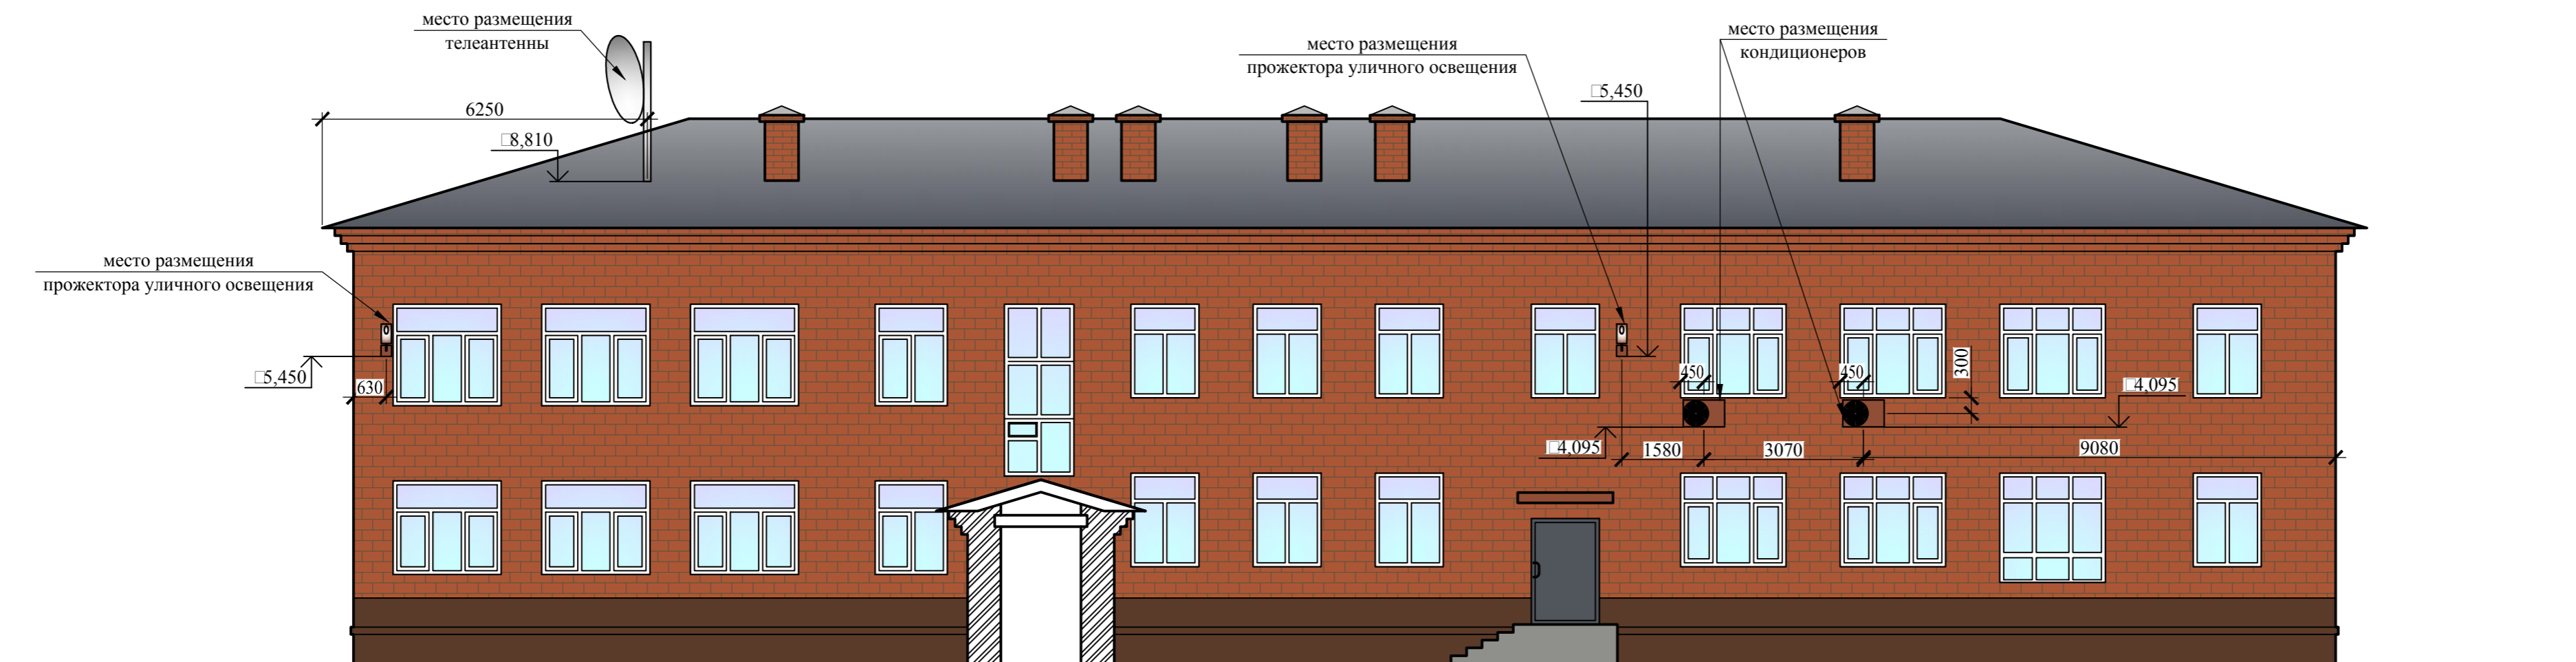 место размещения
телеантенны
6250
□8,810
место размещения
прожектора уличного освещения
□5,450
630
место размещения
прожектора уличного освещения
□5,450
место размещения
кондиционеров
450
450
300
□4,095
□4,095
1580
3070
9080